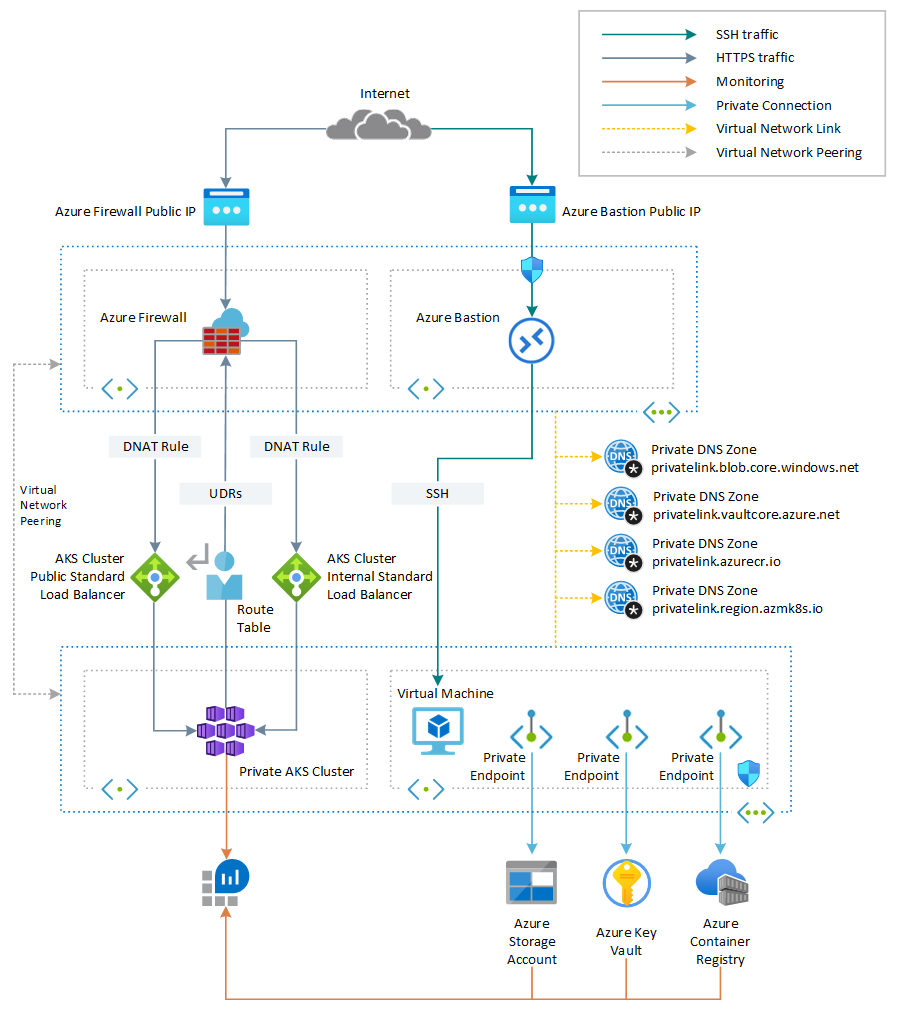 SSH traffic
HTTPS traffic
Monitoring
Private Connection
Virtual Network Link
Virtual Network Peering
Internet
Azure Firewall Public IP
Azure Bastion Public IP
Azure Firewall
Azure Bastion
DNAT Rule
DNAT Rule
UDRs
SSH
Virtual
Network
Peering
DNS
Private DNS Zone
privatelink.blob.core.windows.net
DNS
Private DNS Zone
privatelink.vaultcore.azure.net
DNS
Private DNS Zone
privatelink.azurecr.io
DNS
Private DNS Zone
privatelink.region.azmk8s.io
AKS Cluster
Public Standard
Load Balancer
Route
Table
AKS Cluster
Internal Standard
Load Balancer
Private AKS Cluster
Virtual Machine
Private
Endpoint
Private
Endpoint
Private
Endpoint
Azure
Storage
Account
Azure Key
Vault
Azure
Container
Registry